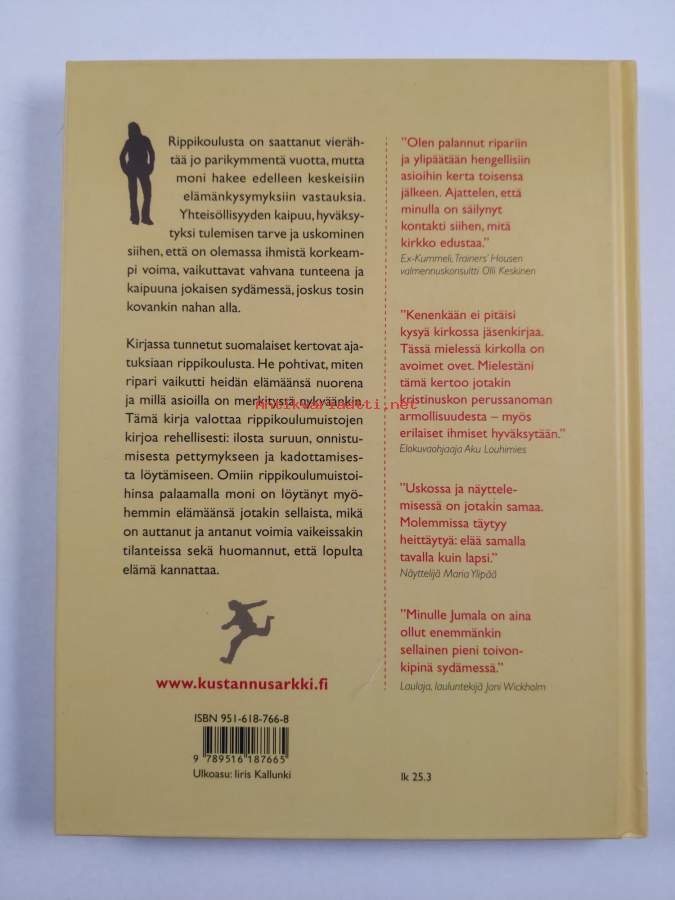 Rippikoulusta on saattanut vieräh-
tää jo parikymmentä vuotta, mutta
moni hakee edelleen keskeisiin
elämänkysymyksiin vastauksia.
Yhteisöllisyyden kaipuu, hyväksy-
tyksi tulemisen tarve ja uskominen
siihen, että on olemassa ihmistä korkeam-
pi voima, vaikuttavat vahvana tunteena ja
kaipuuna jokaisen sydämessä, joskus tosin
kovankin nahan alla.
Kirjassa tunnetut suomalaiset kertovat aja-
tuksiaan rippikoulusta. He pohtivat, miten
ripari vaikutti heidän elämäänsä nuorena
ja millä asioilla on merkitystä nykyäänkin.
Tämä kirja valottaa rippikoulumuistojen
kirjoa rehellisesti: ilosta suruun, onnistu-
misesta pettymykseen ja kadottamises-
ta löytämiseen. Omiin rippikoulumuistoi-
hinsa palaamalla moni on löytänyt myö-
hemmin elämäänsä jotakin sellaista, mikä
on auttanut ja antanut voimia vaikeissakin
tilanteissa sekä huomannut, että lopulta
elämä kannattaa.
www.kustannusarkki.fi
ISBN 951-618-766-8
9 789516 187665
Ulkoasu: Iiris Kallunki
"Olen palannut ripariin
ja ylipäätään hengellisiin
asioihin kerta toisensa
jälkeen. Ajattelen, että
minulla on säilynyt
kontakti siihen, mitä
kirkko edustaa."
Ex-Kummeli, Trainers' Housen
valmennuskonsultti Olli Keskinen
"Kenenkään ei pitäisi
kysyä kirkossa jäsenkirjaa.
Tässä mielessä kirkolla on
avoimet ovet. Mielestäni
tämä kertoo jotakin
kristinuskon perussanoman
armollisuudesta – myös
erilaiset ihmiset hyväksytään."
Elokuvaohjaaja Aku Louhimies
"Uskossa ja näyttele-
misessä on jotakin samaa.
Molemmissa täytyy
heittäytyä: elää samalla
tavalla kuin lapsi."
Näyttelijä Maria Ylipää
"Minulle Jumala on aina
ollut enemmänkin
sellainen pieni toivon-
kipinä sydämessä."
Laulaja, lauluntekijä Jani Wickholm
lk 25.3
Antikvariaatti.net